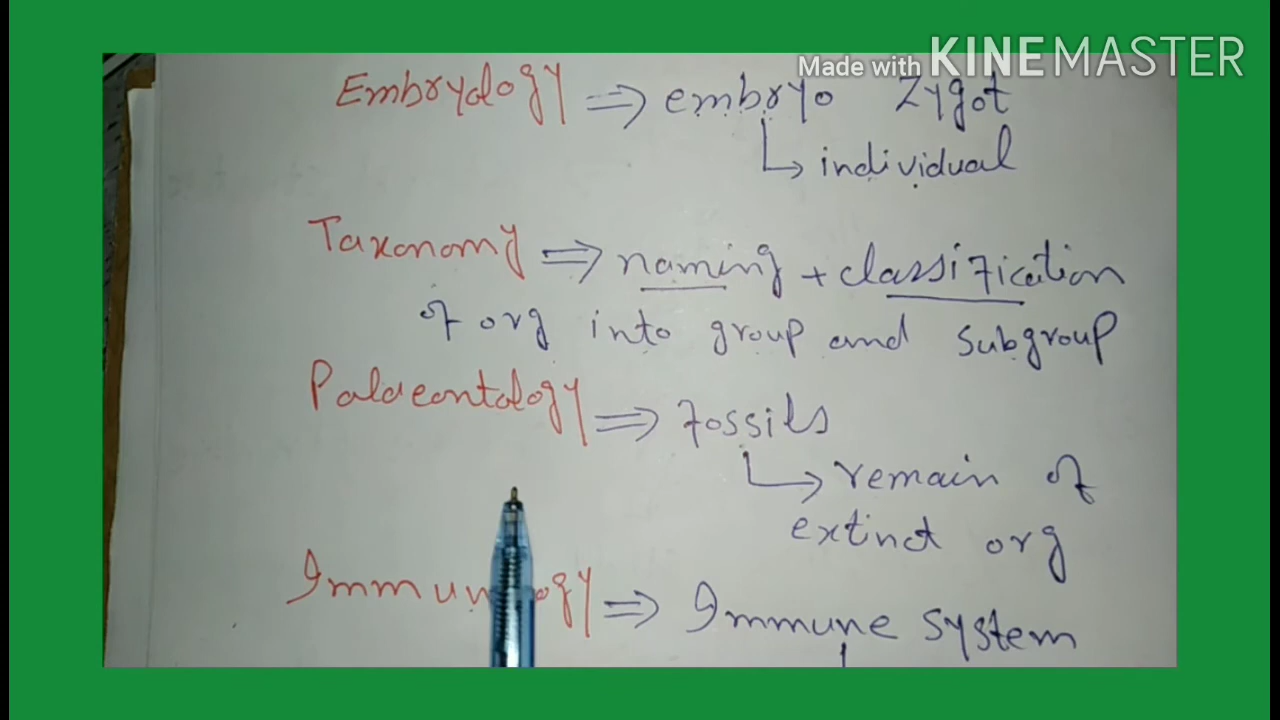 Made with KINEMASTER
Embryology ⇒ embryo Zygot
↳ individual
Taxonomy ⇒ naming + classification
of org into group and subgroup
Palaeontology ⇒ Fossils
↳ remain of
extinct org
⇒ Immune system